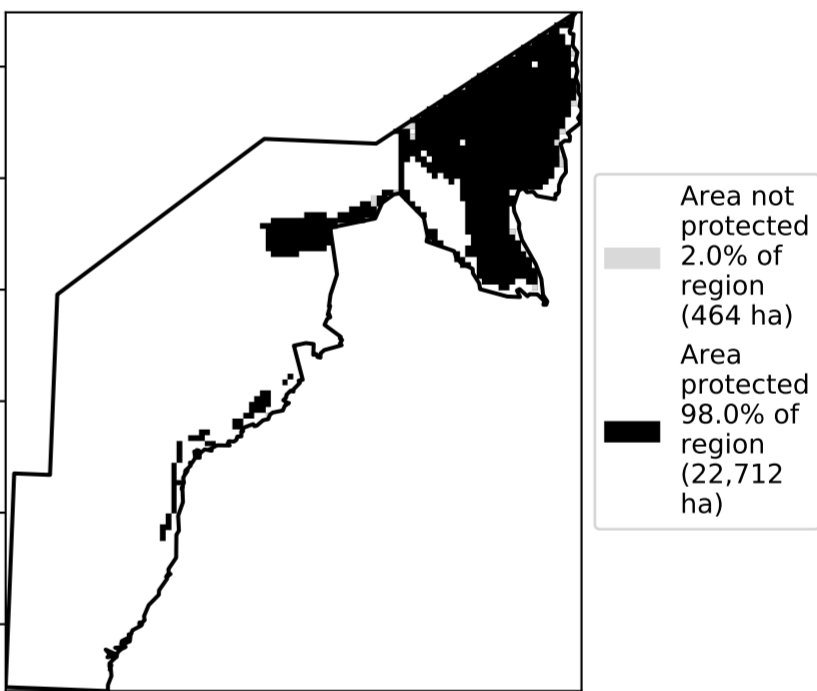 Area not
protected
2.0% of
region
(464 ha)
Area
protected
98.0% of
region
(22,712
ha)